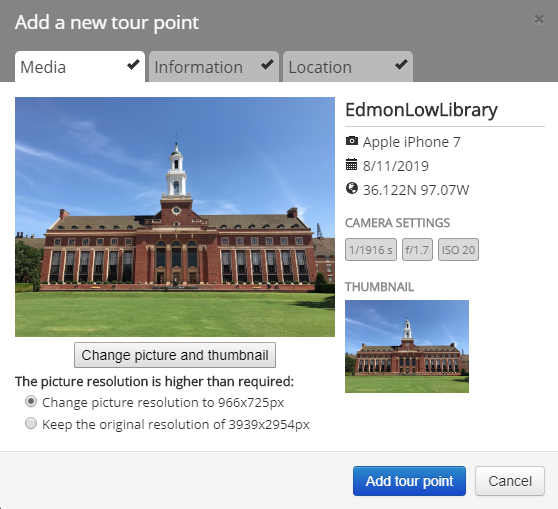 Add a new tour point
×
Media ✔ Information ✔ Location ✔
EdmonLowLibrary
Apple iPhone 7
8/11/2019
36.122N 97.07W
CAMERA SETTINGS
1/1916 s f/1.7 ISO 20
THUMBNAIL
Change picture and thumbnail
The picture resolution is higher than required:
Change picture resolution to 966x725px
Keep the original resolution of 3939x2954px
Add tour point Cancel